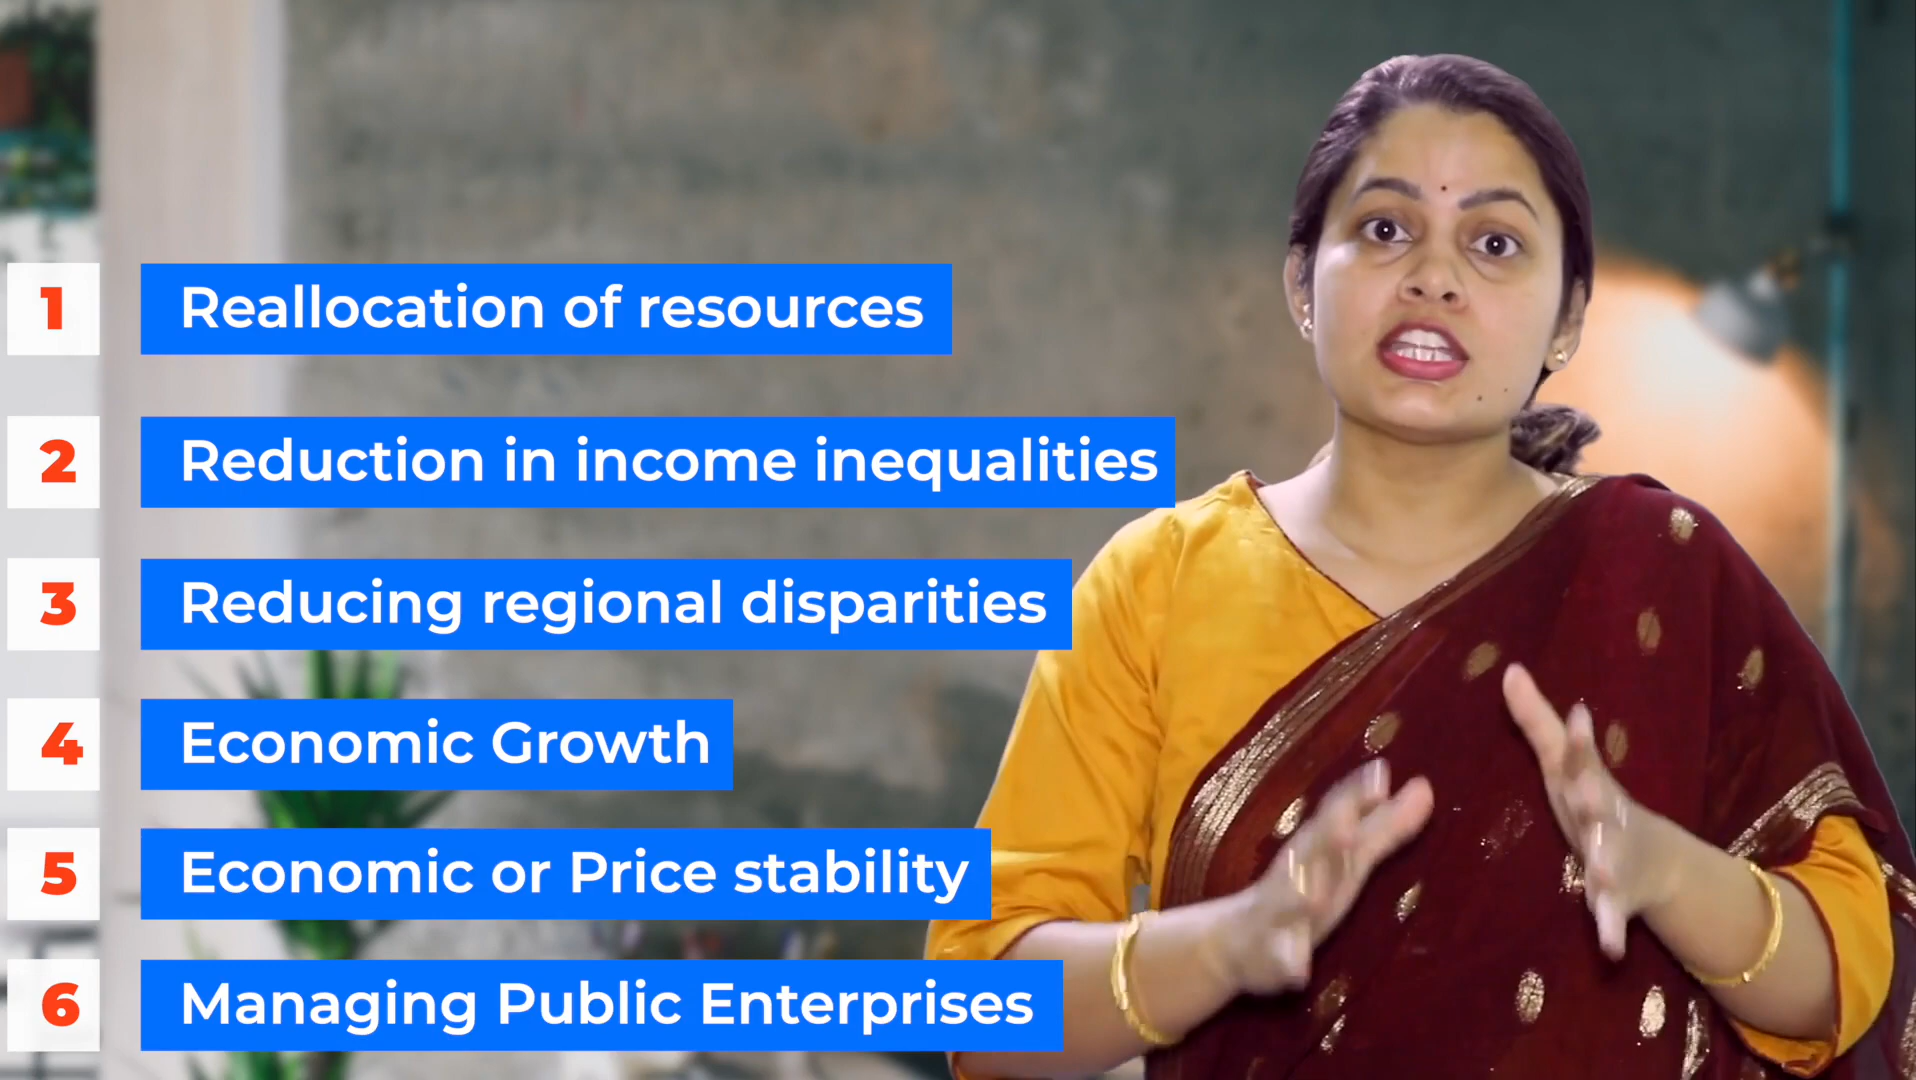 1 Reallocation of resources
2 Reduction in income inequalities
3 Reducing regional disparities
4 Economic Growth
5 Economic or Price stability
6 Managing Public Enterprises